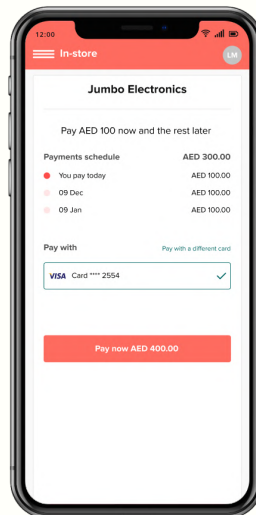 12:00
In-store
LM
Jumbo Electronics
Pay AED 100 now and the rest later
Payments schedule AED 300.00
You pay today AED 100.00
09 Dec AED 100.00
09 Jan AED 100.00
Pay with Pay with a different card
VISA Card **** 2554
Pay now AED 400.00